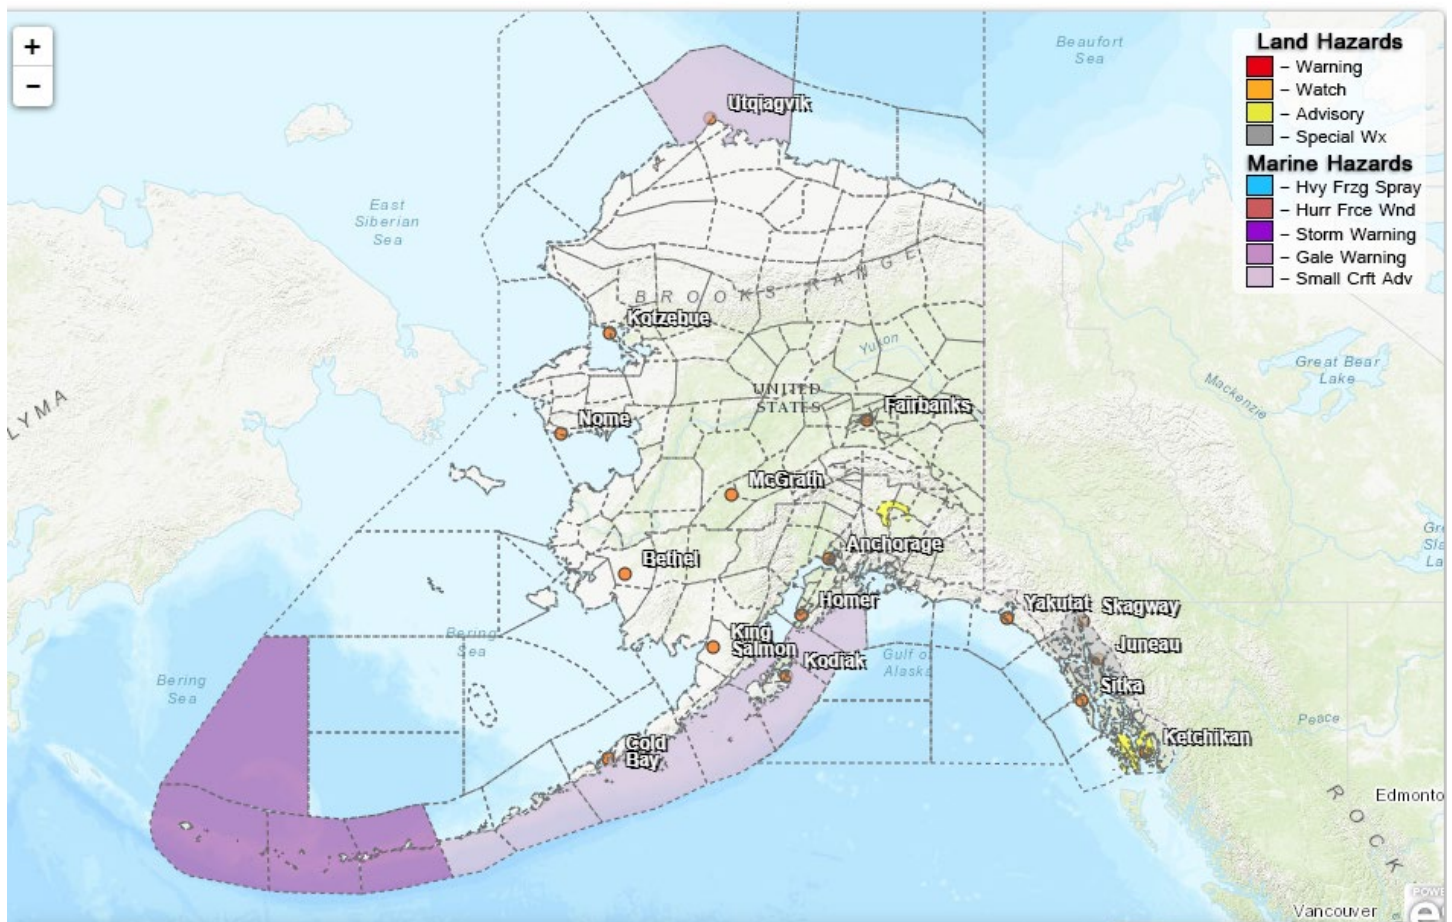 +
−
Land Hazards
– Warning
– Watch
– Advisory
– Special Wx
Marine Hazards
– Hvy Frzg Spray
– Hurr Frce Wnd
– Storm Warning
– Gale Warning
– Small Crft Adv
Beaufort
Sea
Utqiagvik
East
Siberian
Sea
BROOKS RANGE
Kotzebue
Yukon
Great Bear
Lake
Mackenzie
UNITED
STATES
LYMA
Nome
Fairbanks
McGrath
Anchorage
Bethel
Homer
Yakutat
Skagway
King
Salmon
Kodiak
Juneau
Bering
Sea
Gulf of
Alaska
Sitka
Bering
Sea
Peace
Ketchikan
Cold
Bay
Edmonto
ROCK
Vancouver
POWE